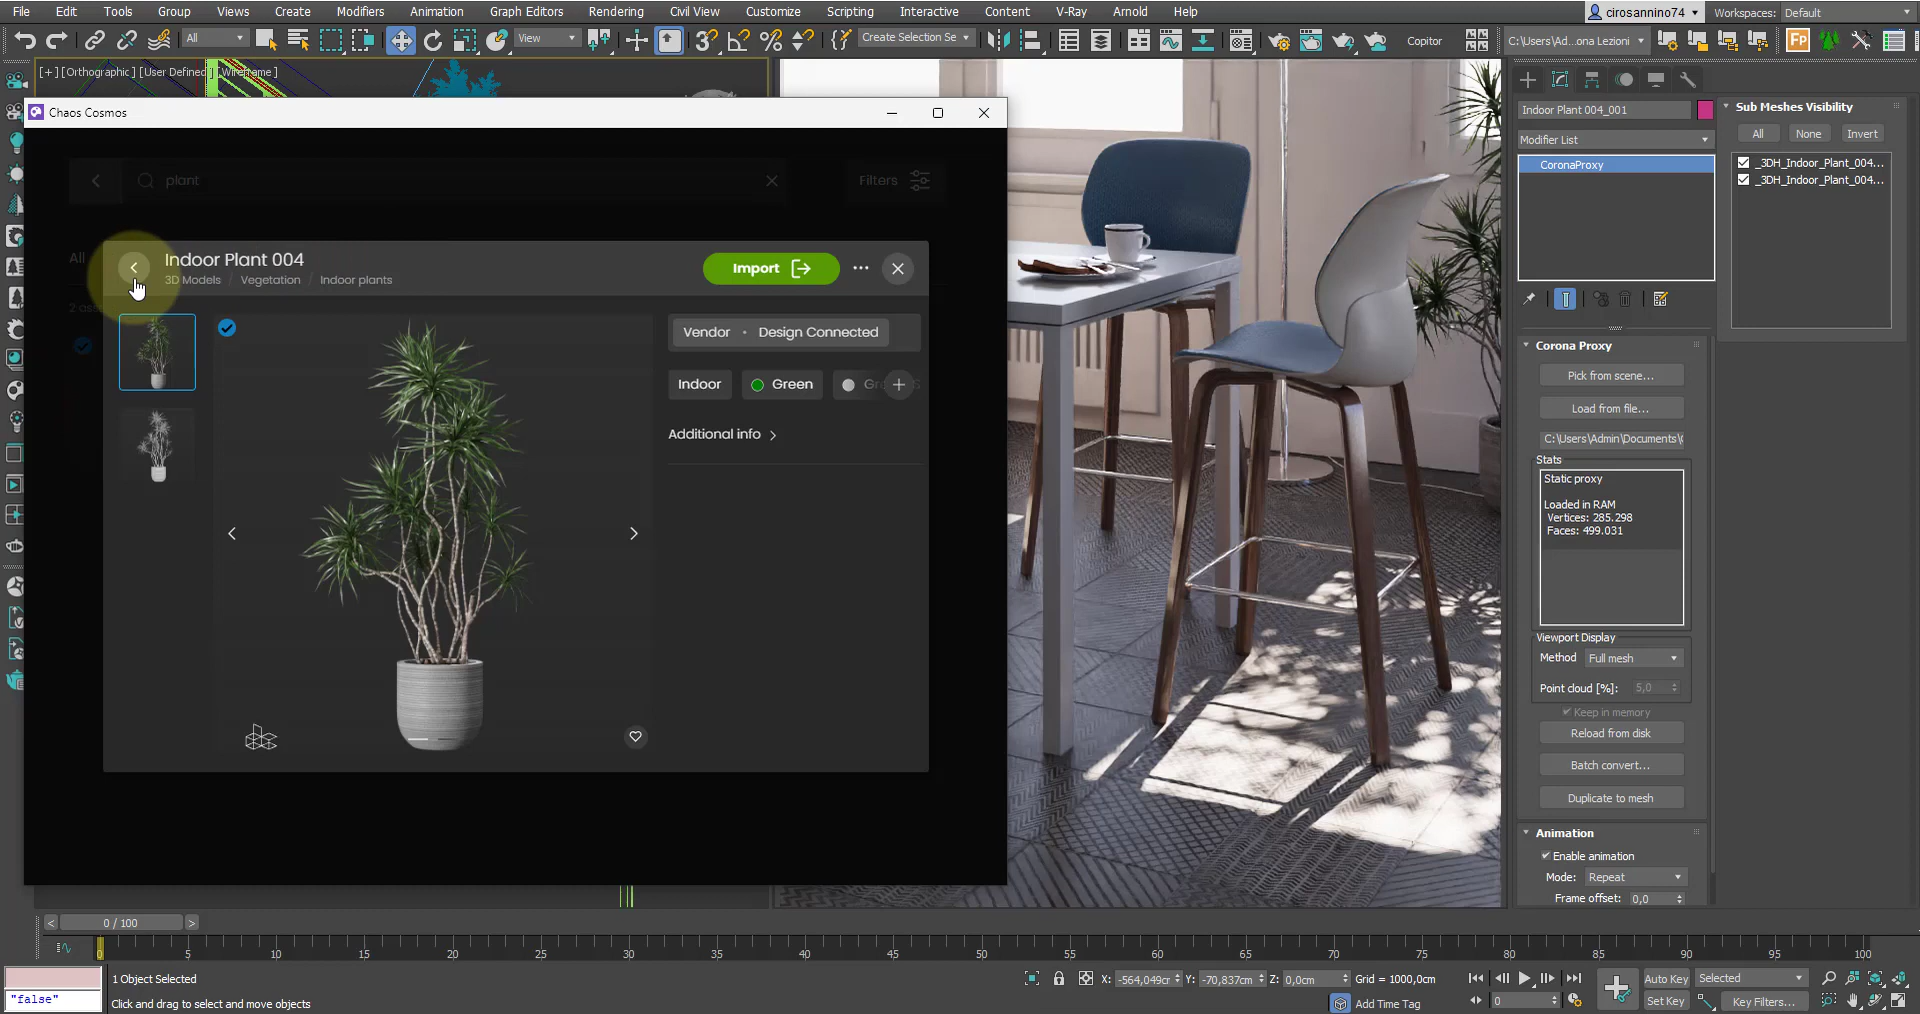 File Edit Tools Group Views Create Modifiers Animation Graph Editors Rendering Civil View Customize Scripting Interactive Content V-Ray Arnold Help
cirosannino74 Workspaces: Default
All View Create Selection Se Copitor C:\Users\Ad...ona Lezioni
[+] [Orthographic] [User Defined] [Wireframe]
Chaos Cosmos
plant
Filters
All
Indoor Plant 004
3D Models / Vegetation / Indoor plants
Import
Vendor • Design Connected
Indoor Green
Additional info
Indoor Plant 004_001
Modifier List
CoronaProxy
Sub Meshes Visibility
All None Invert
_3DH_Indoor_Plant_004...
_3DH_Indoor_Plant_004...
Corona Proxy
Pick from scene...
Load from file...
C:\Users\Admin\Documents\
Stats
Static proxy
Loaded in RAM
Vertices: 285.298
Faces: 499.031
Viewport Display
Method Full mesh
Point cloud [%]: 5,0
Keep in memory
Reload from disk
Batch convert...
Duplicate to mesh
Animation
Enable animation
Mode: Repeat
Frame offset: 0,0
0 / 100
0 5 10 15 20 25 30 35 40 45 50 55 60 65 70 75 80 85 90 95 100
"false"
1 Object Selected
Click and drag to select and move objects
X: -564,049cm Y: -70,837cm Z: 0,0cm Grid = 1000,0cm
Add Time Tag
0
Auto Key Selected
Set Key Key Filters...